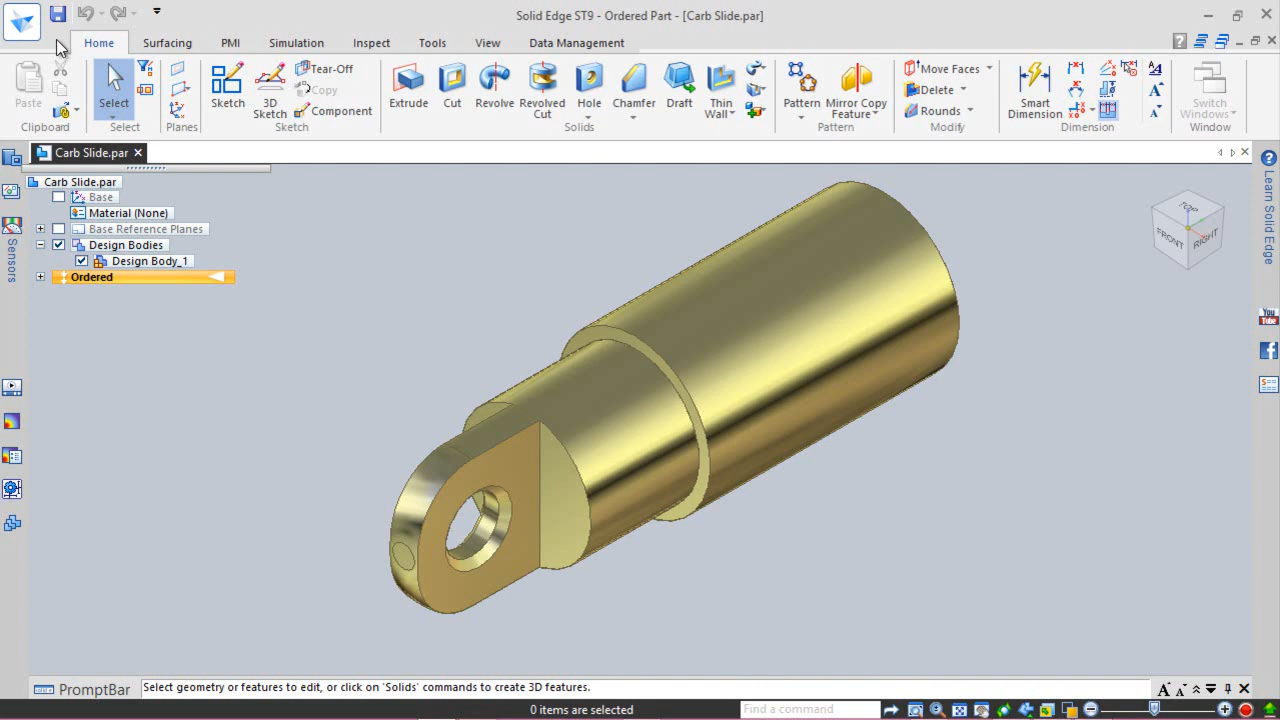 Solid Edge ST9 - Ordered Part - [Carb Slide.par]
Home Surfacing PMI Simulation Inspect Tools View Data Management
Paste
Clipboard
Select
Select
Planes
Sketch
3D Sketch
Tear-Off
Copy
Component
Sketch
Extrude
Cut
Revolve
Revolved Cut
Hole
Chamfer
Draft
Thin Wall
Solids
Pattern
Mirror Copy Feature
Pattern
Move Faces
Delete
Rounds
Modify
Smart Dimension
Dimension
Switch Windows
Window
Carb Slide.par
Carb Slide.par
Base
Material (None)
Base Reference Planes
Design Bodies
Design Body_1
Ordered
Sensors
TOP
FRONT
RIGHT
Learn Solid Edge
You
Tube
PromptBar
Select geometry or features to edit, or click on 'Solids' commands to create 3D features.
0 items are selected
Find a command